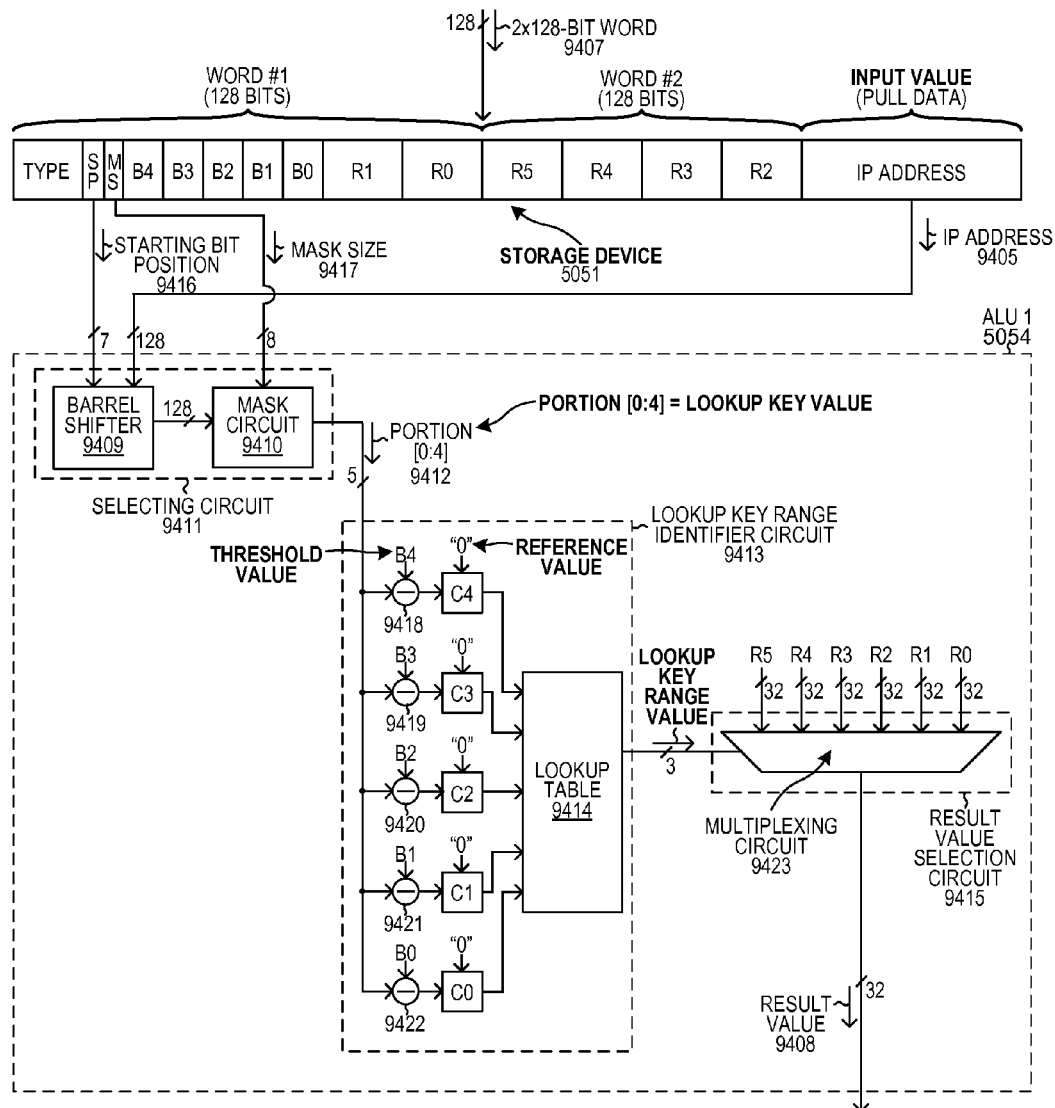 128
2x128-BIT WORD
9407
WORD #1
(128 BITS)
WORD #2
(128 BITS)
INPUT VALUE
(PULL DATA)
TYPE
SP
MS
B4
B3
B2
B1
B0
R1
R0
R5
R4
R3
R2
IP ADDRESS
STARTING BIT
POSITION
9416
MASK SIZE
9417
STORAGE DEVICE
5051
IP ADDRESS
9405
7
128
8
ALU 1
5054
BARREL
SHIFTER
9409
128
MASK
CIRCUIT
9410
PORTION [0:4] = LOOKUP KEY VALUE
PORTION
[0:4]
9412
5
SELECTING CIRCUIT
9411
LOOKUP KEY RANGE
IDENTIFIER CIRCUIT
9413
THRESHOLD
VALUE
B4
"0"
REFERENCE
VALUE
C4
9418
B3
"0"
C3
9419
B2
"0"
C2
9420
B1
"0"
C1
9421
B0
"0"
C0
9422
LOOKUP
TABLE
9414
LOOKUP
KEY
RANGE
VALUE
3
R5
R4
R3
R2
R1
R0
32
32
32
32
32
32
MULTIPLEXING
CIRCUIT
9423
RESULT
VALUE
SELECTION
CIRCUIT
9415
32
RESULT
VALUE
9408